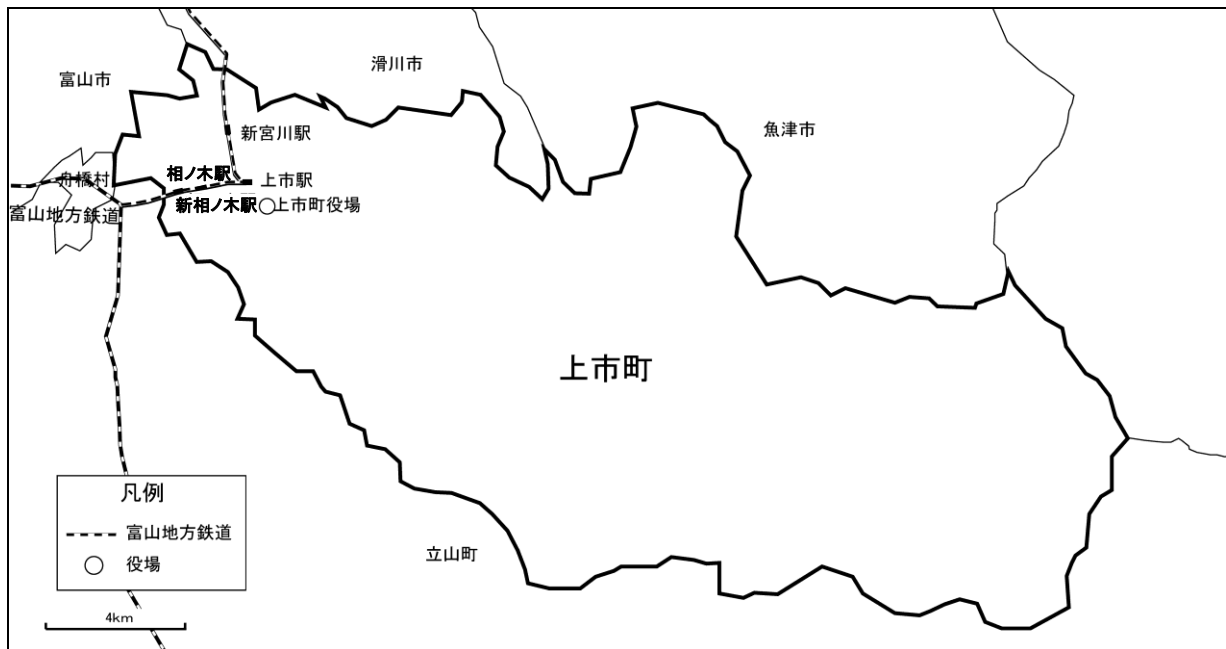 滑川市
富山市
魚津市
新宮川駅
相ノ木駅
上市駅
舟橋村
新相ノ木駅
上市町役場
富山地方鉄道
上市町
凡例
富山地方鉄道
役場
立山町
4km